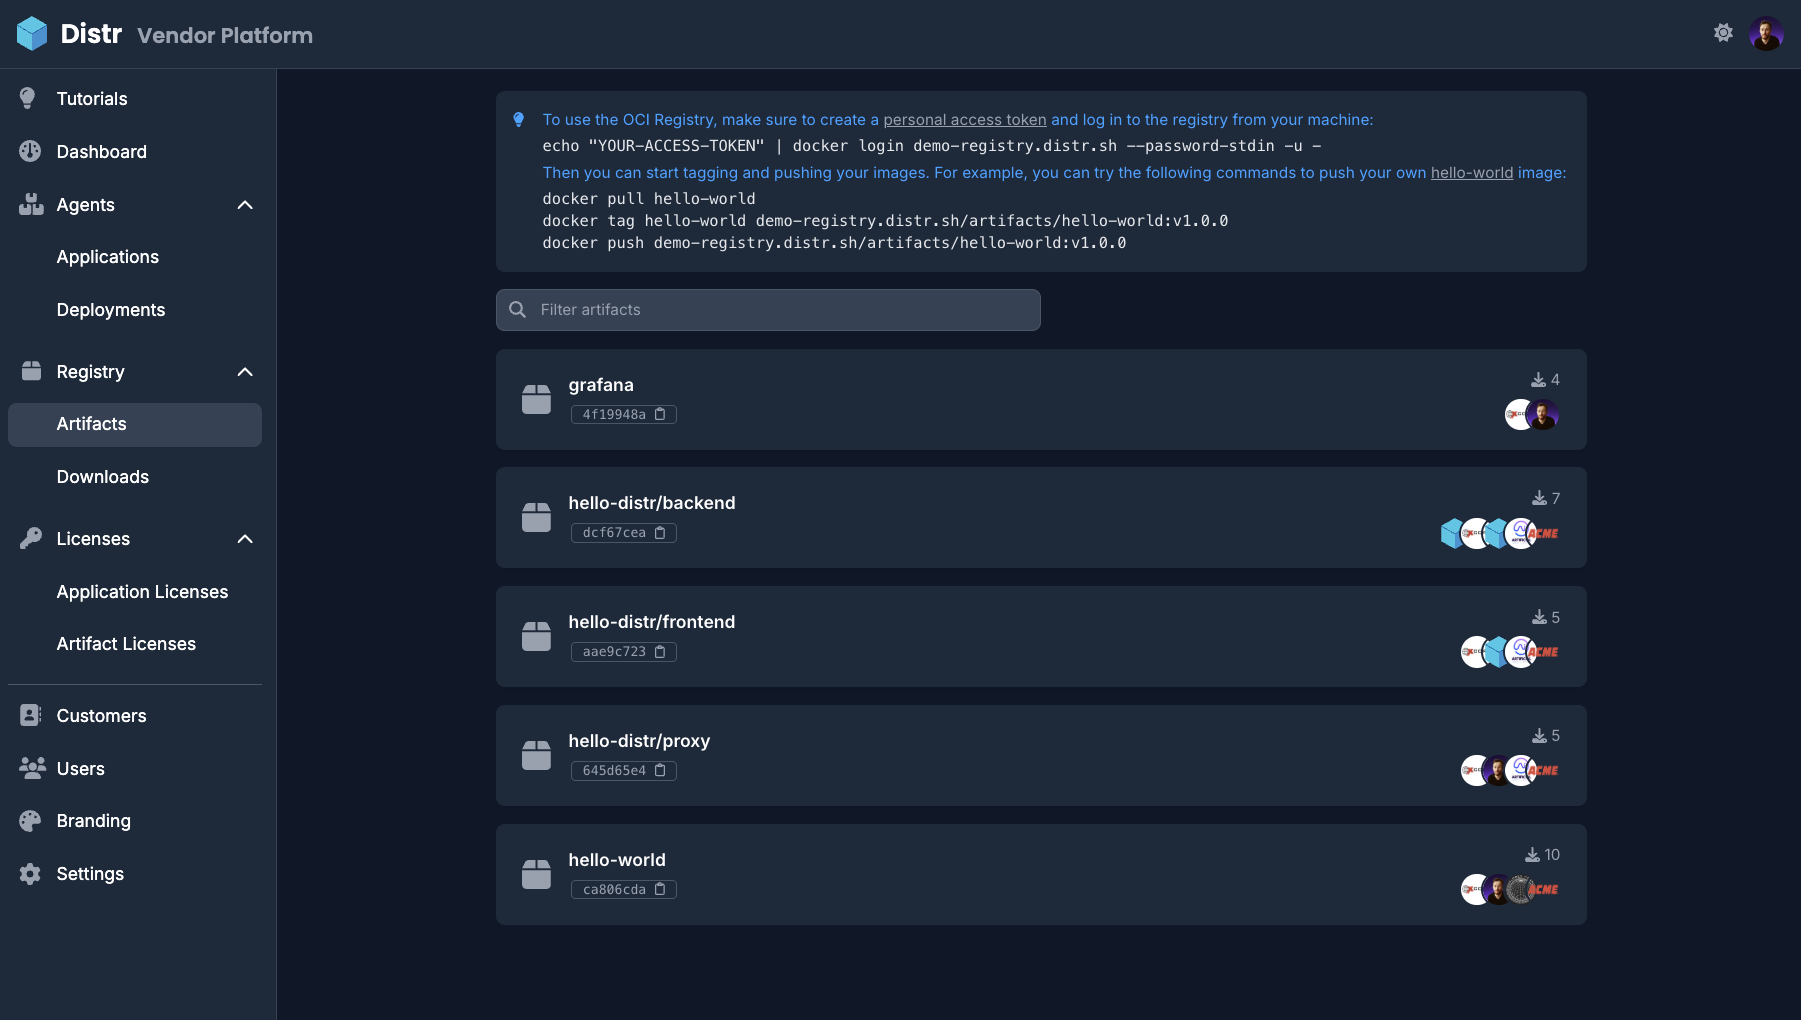 Distr Vendor Platform
Tutorials
Dashboard
Agents
Applications
Deployments
Registry
Artifacts
Downloads
Licenses
Application Licenses
Artifact Licenses
Customers
Users
Branding
Settings
To use the OCI Registry, make sure to create a personal access token and log in to the registry from your machine:
echo "YOUR-ACCESS-TOKEN" | docker login demo-registry.distr.sh --password-stdin -u -
Then you can start tagging and pushing your images. For example, you can try the following commands to push your own hello-world image:
docker pull hello-world
docker tag hello-world demo-registry.distr.sh/artifacts/hello-world:v1.0.0
docker push demo-registry.distr.sh/artifacts/hello-world:v1.0.0
Filter artifacts
grafana
4
4f19948a
hello-distr/backend
7
dcf67cea
ACME
hello-distr/frontend
5
aae9c723
ACME
hello-distr/proxy
5
645d65e4
ACME
hello-world
10
ca806cda
ACME